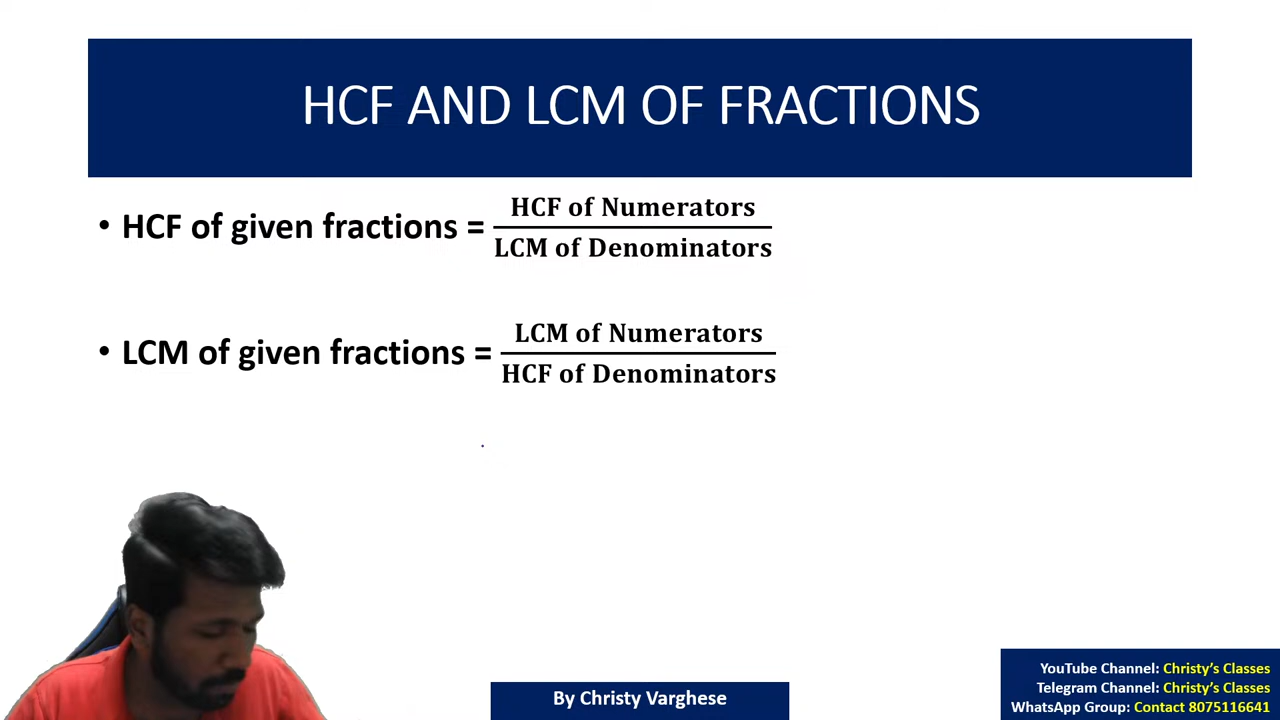 HCF AND LCM OF FRACTIONS
• HCF of given fractions = HCF of Numerators / LCM of Denominators
• LCM of given fractions = LCM of Numerators / HCF of Denominators
By Christy Varghese
YouTube Channel: Christy's Classes
Telegram Channel: Christy's Classes
WhatsApp Group: Contact 8075116641